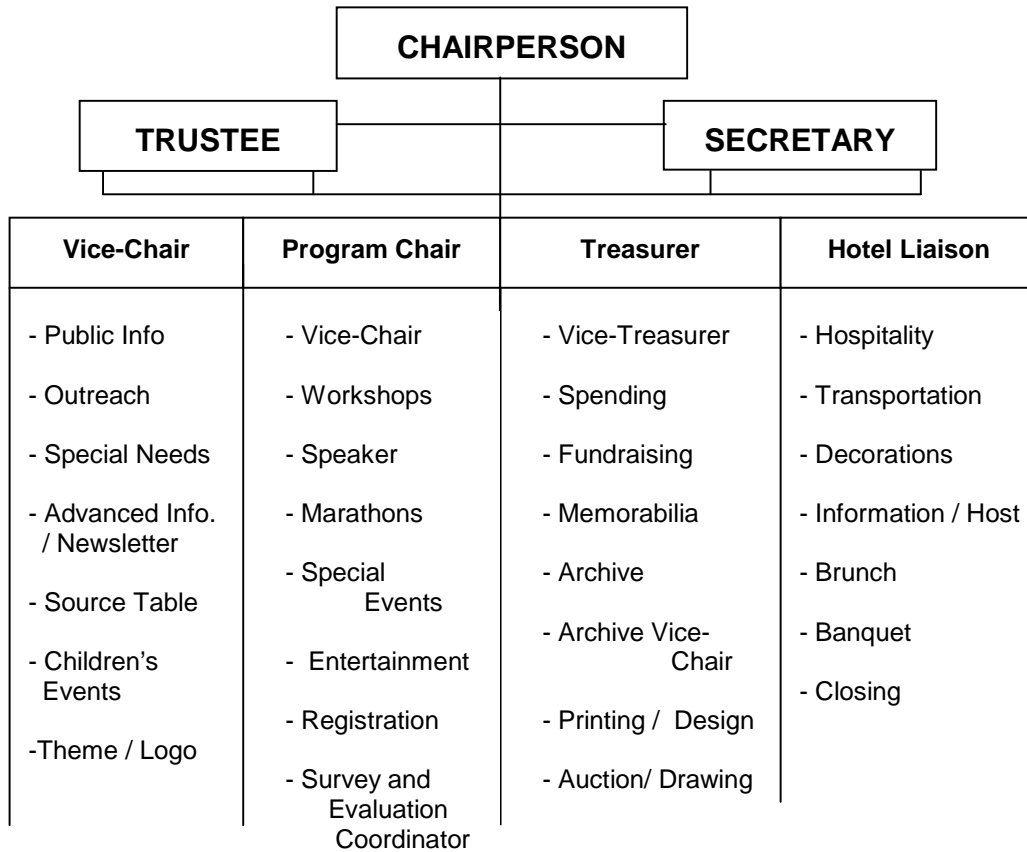 CHAIRPERSON
TRUSTEE
SECRETARY
Vice-Chair
- Public Info
- Outreach
- Special Needs
- Advanced Info.
/ Newsletter
- Source Table
- Children's
Events
-Theme / Logo
Program Chair
- Vice-Chair
- Workshops
- Speaker
- Marathons
- Special
Events
- Entertainment
- Registration
- Survey and
Evaluation
Coordinator
Treasurer
- Vice-Treasurer
- Spending
- Fundraising
- Memorabilia
- Archive
- Archive Vice-
Chair
- Printing / Design
- Auction/ Drawing
Hotel Liaison
- Hospitality
- Transportation
- Decorations
- Information / Host
- Brunch
- Banquet
- Closing